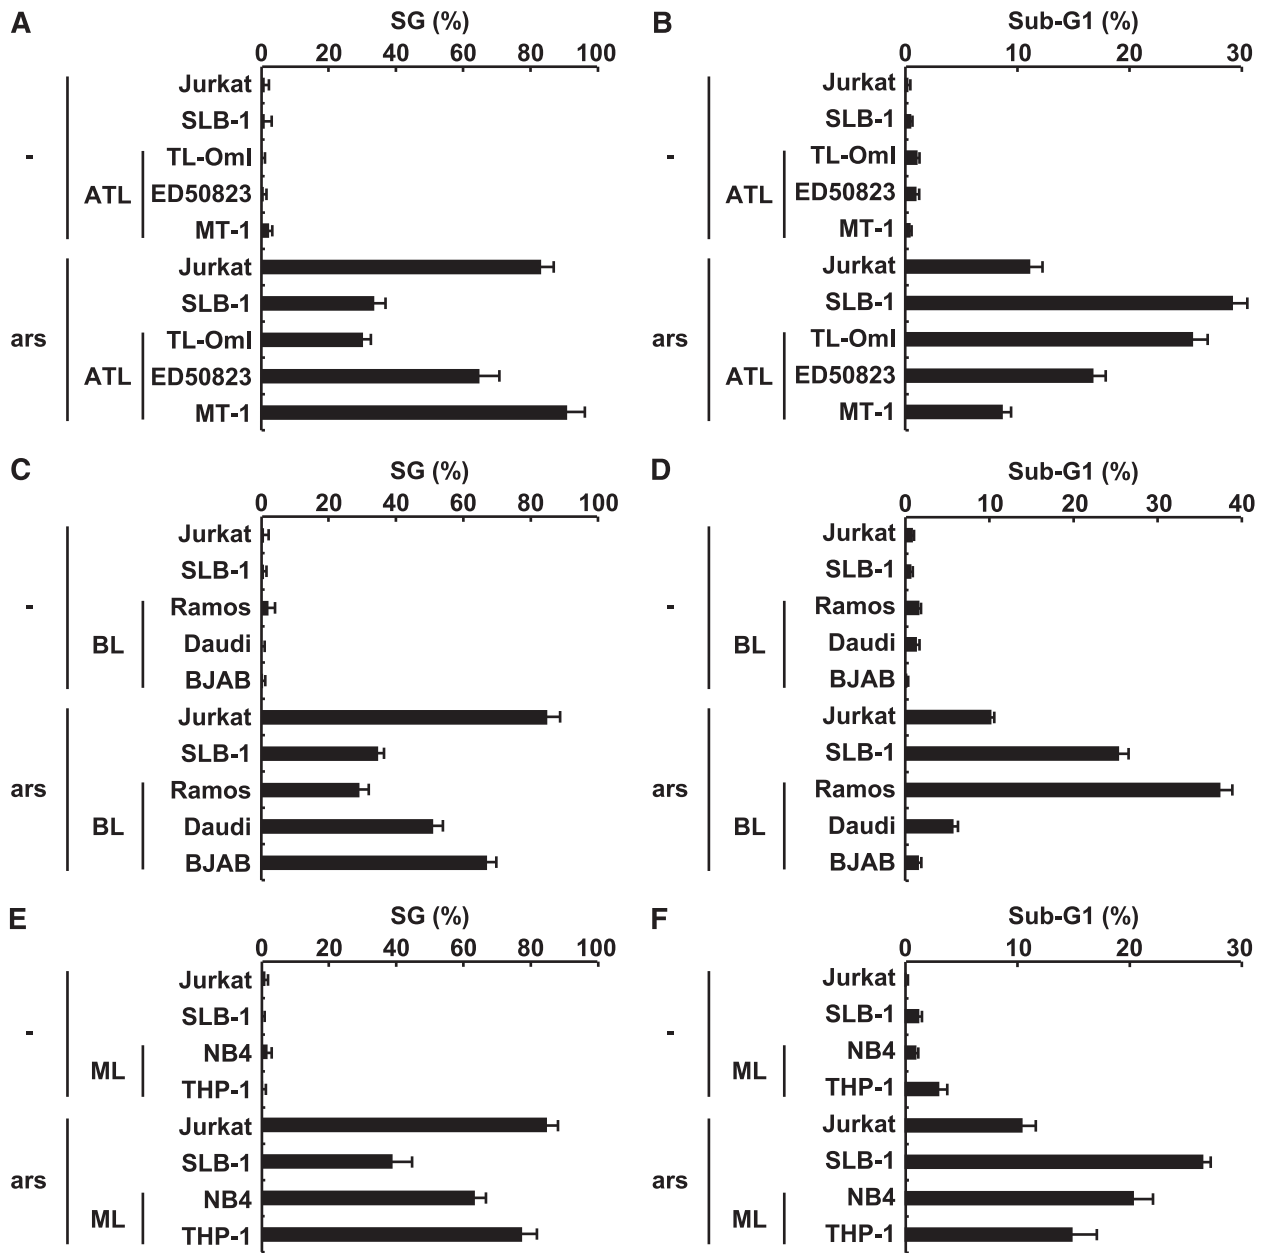 A
SG (%)
0 20 40 60 80 100
Jurkat
SLB-1
- TL-OmI
ATL ED50823
MT-1
Jurkat
SLB-1
ars TL-OmI
ATL ED50823
MT-1
B
Sub-G1 (%)
0 10 20 30
Jurkat
SLB-1
- TL-OmI
ATL ED50823
MT-1
Jurkat
SLB-1
ars TL-OmI
ATL ED50823
MT-1
C
SG (%)
0 20 40 60 80 100
Jurkat
SLB-1
- Ramos
BL Daudi
BJAB
Jurkat
SLB-1
ars Ramos
BL Daudi
BJAB
D
Sub-G1 (%)
0 10 20 30 40
Jurkat
SLB-1
- Ramos
BL Daudi
BJAB
Jurkat
SLB-1
ars Ramos
BL Daudi
BJAB
E
SG (%)
0 20 40 60 80 100
Jurkat
SLB-1
-
NB4
ML
THP-1
Jurkat
SLB-1
ars
NB4
ML
THP-1
F
Sub-G1 (%)
0 10 20 30
Jurkat
SLB-1
-
NB4
ML
THP-1
Jurkat
SLB-1
ars
NB4
ML
THP-1